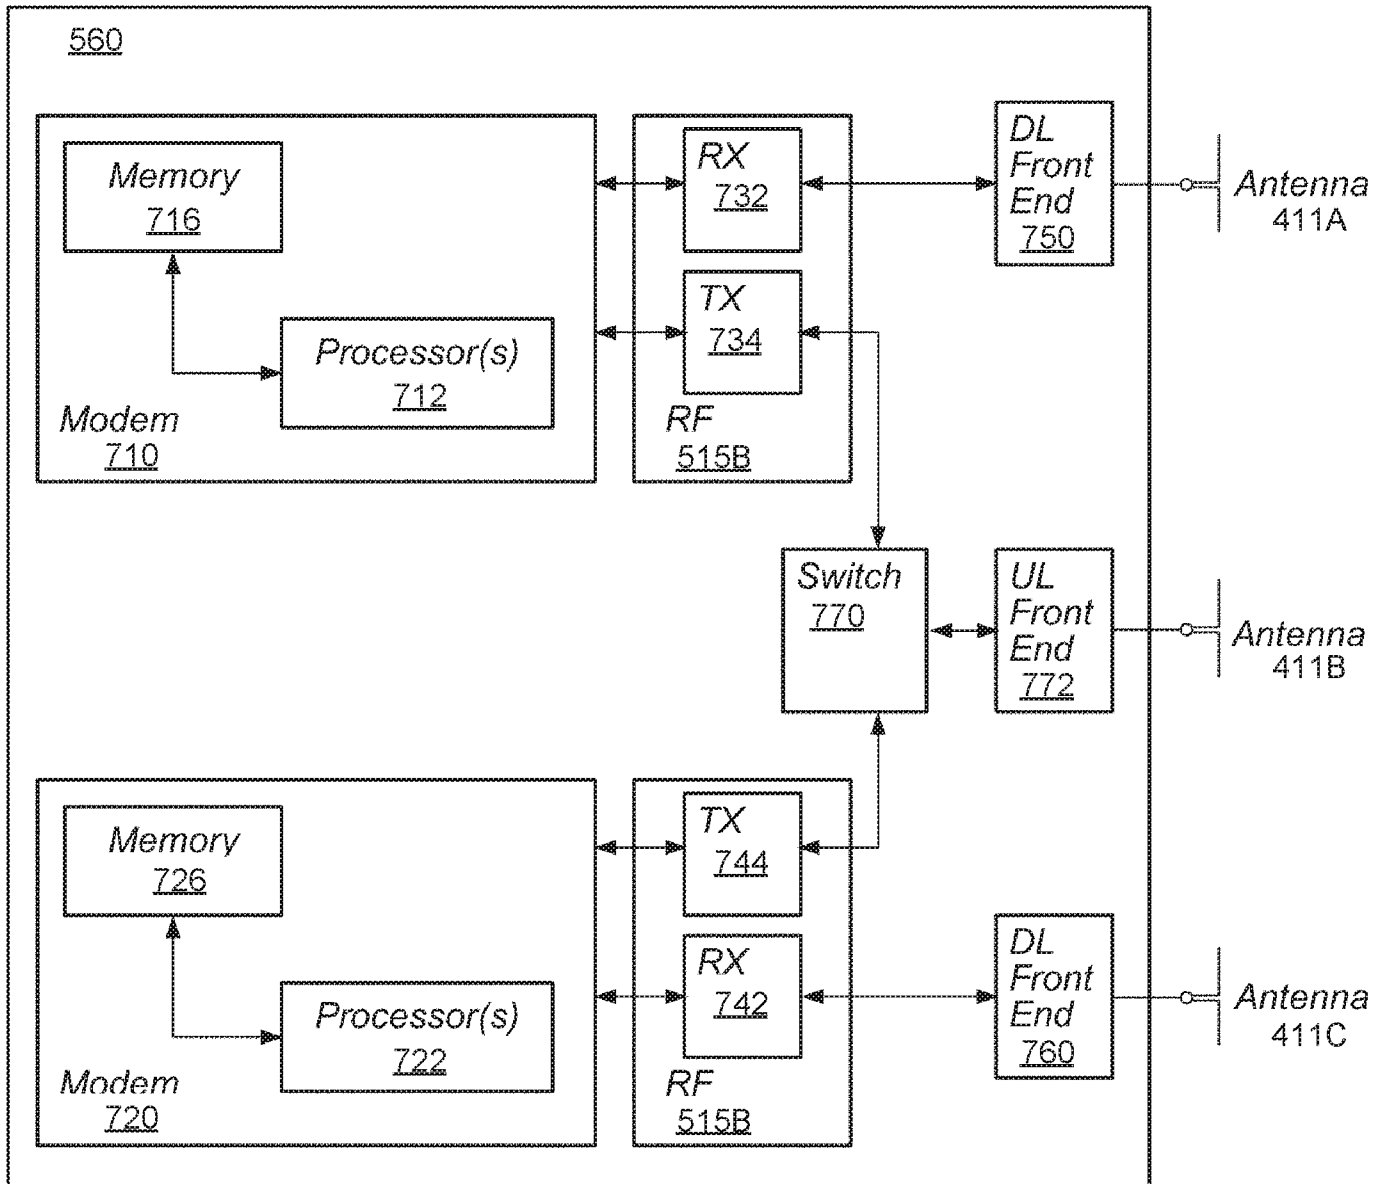 560
Memory
716
Processor(s)
712
Modem
710
RX
732
TX
734
RF
515B
DL
Front
End
750
Antenna
411A
Switch
770
UL
Front
End
772
Antenna
411B
Memory
726
Processor(s)
722
Modem
720
TX
744
RX
742
RF
515B
DL
Front
End
760
Antenna
411C